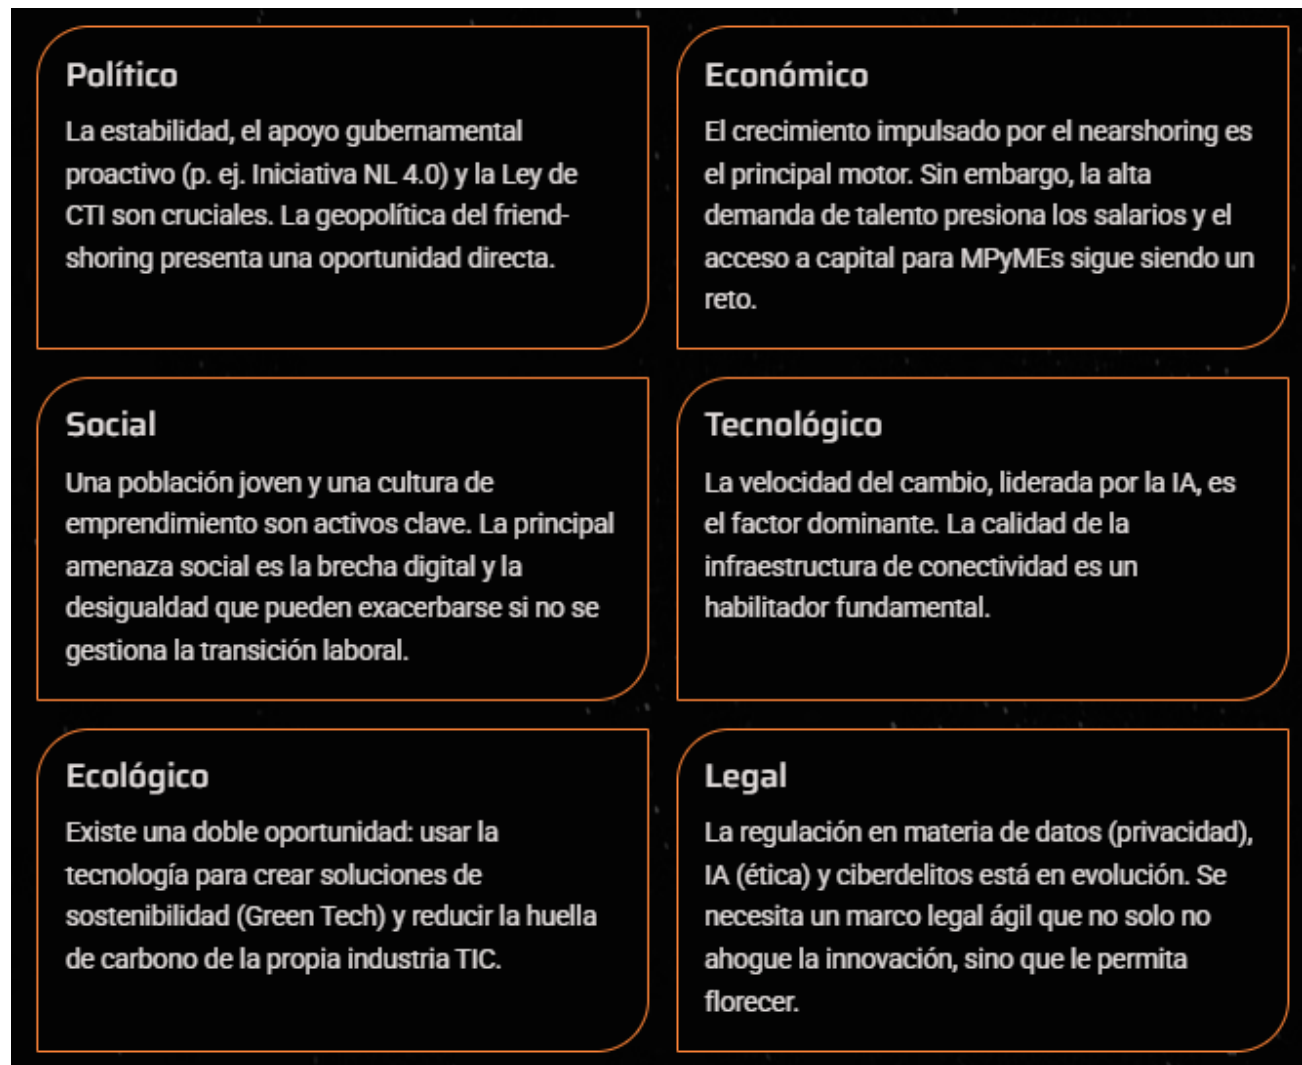 Político
La estabilidad, el apoyo gubernamental
proactivo (p. ej. Iniciativa NL 4.0) y la Ley de
CTI son cruciales. La geopolítica del friend-
shoring presenta una oportunidad directa.
Económico
El crecimiento impulsado por el nearshoring es
el principal motor. Sin embargo, la alta
demanda de talento presiona los salarios y el
acceso a capital para MPyMEs sigue siendo un
reto.
Social
Una población joven y una cultura de
emprendimiento son activos clave. La principal
amenaza social es la brecha digital y la
desigualdad que pueden exacerbarse si no se
gestiona la transición laboral.
Tecnológico
La velocidad del cambio, liderada por la IA, es
el factor dominante. La calidad de la
infraestructura de conectividad es un
habilitador fundamental.
Ecológico
Existe una doble oportunidad: usar la
tecnología para crear soluciones de
sostenibilidad (Green Tech) y reducir la huella
de carbono de la propia industria TIC.
Legal
La regulación en materia de datos (privacidad),
IA (ética) y ciberdelitos está en evolución. Se
necesita un marco legal ágil que no solo no
ahogue la innovación, sino que le permita
florecer.